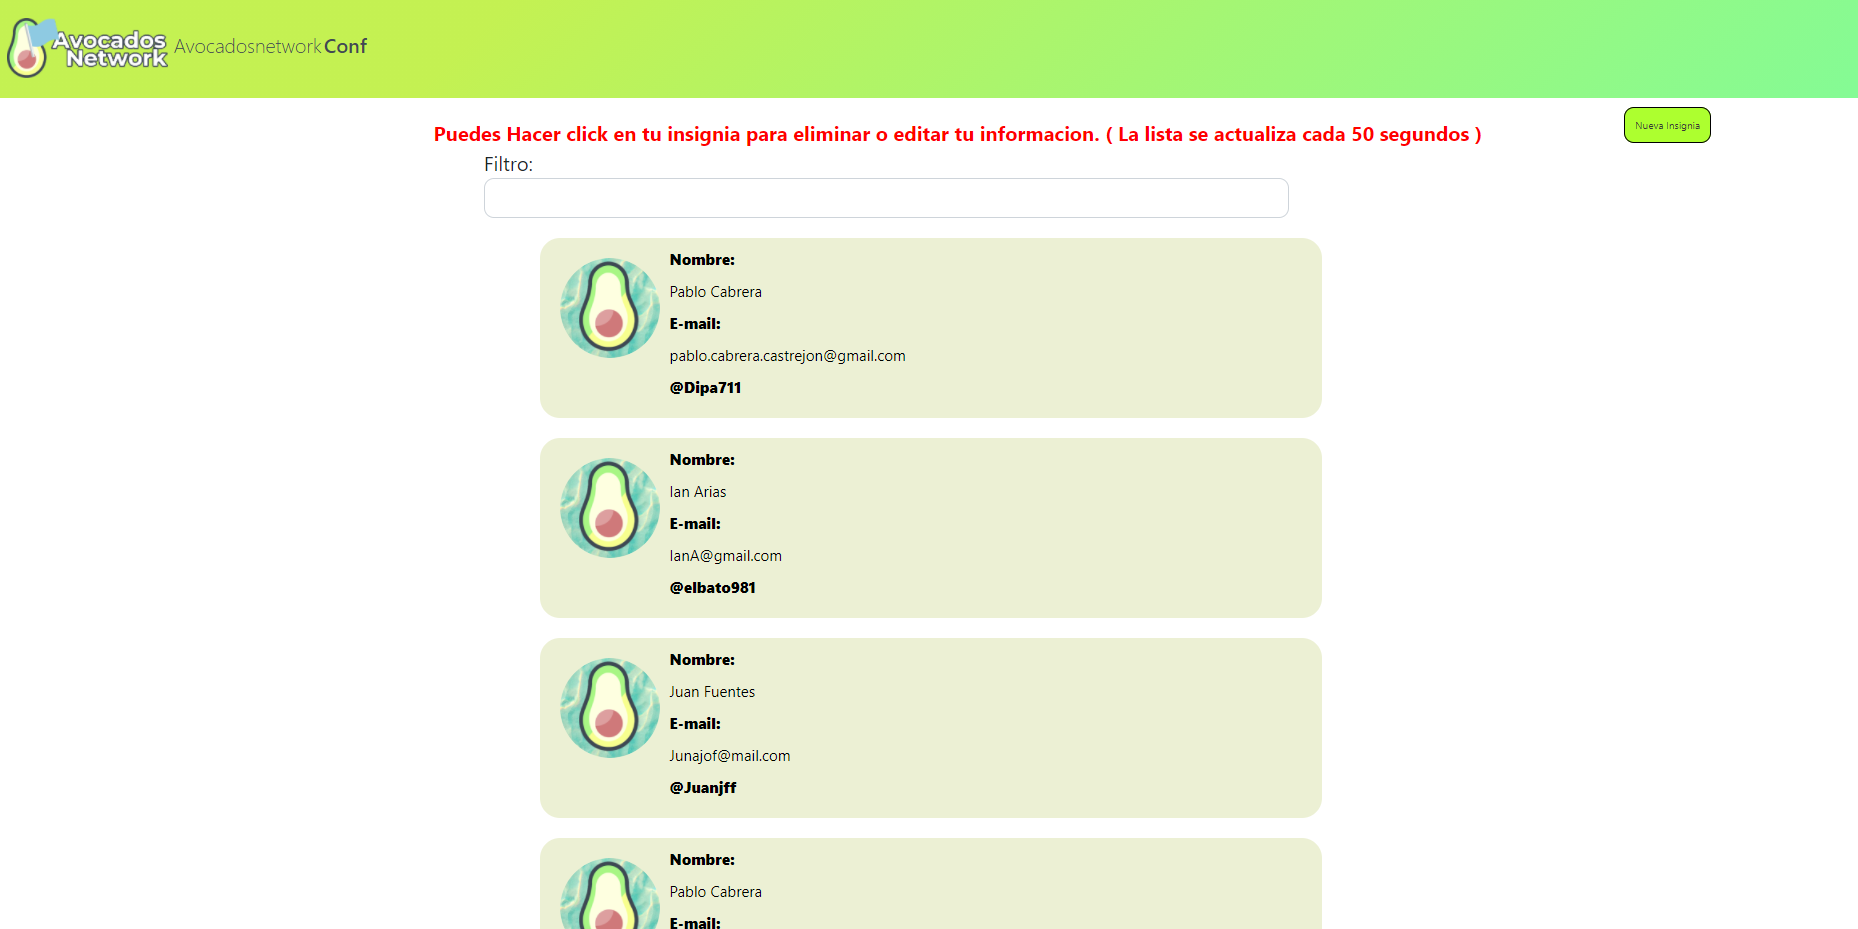 Avocados
Network
Avocadosnetwork Conf
Puedes Hacer click en tu insignia para eliminar o editar tu informacion. ( La lista se actualiza cada 50 segundos )
Nueva Insignia
Filtro:
Nombre:
Pablo Cabrera
E-mail:
pablo.cabrera.castrejon@gmail.com
@Dipa711
Nombre:
Ian Arias
E-mail:
IanA@gmail.com
@elbato981
Nombre:
Juan Fuentes
E-mail:
Junajof@mail.com
@Juanjff
Nombre:
Pablo Cabrera
E-mail: